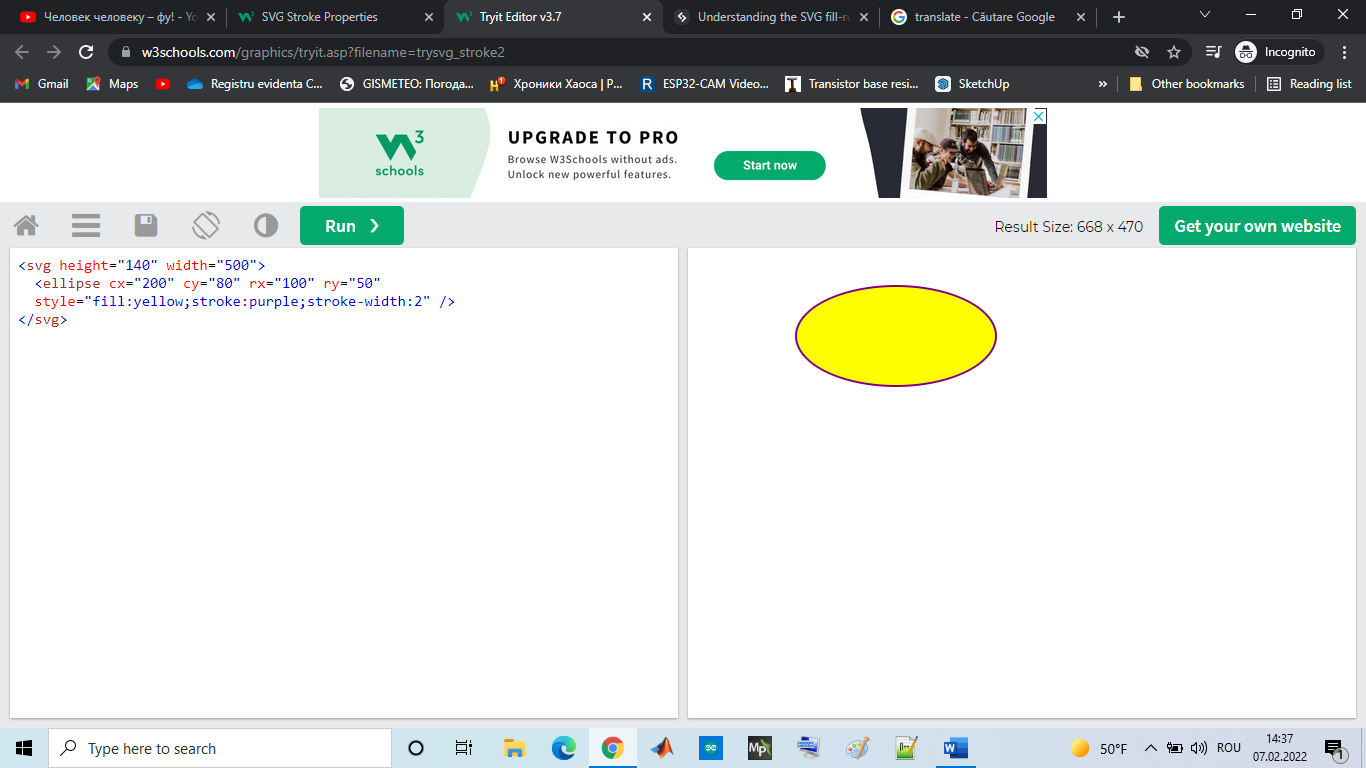 Человек человеку – фу! - Yo
SVG Stroke Properties
Tryit Editor v3.7
Understanding the SVG fill-ru
translate - Căutare Google
w3schools.com/graphics/tryit.asp?filename=trysvg_stroke2
Incognito
Gmail
Maps
Registru evidenta C...
GISMETEO: Погода...
Хроники Хаоса | Р...
R
ESP32-CAM Video...
Transistor base resi...
SketchUp
»
Other bookmarks
Reading list
3
schools
UPGRADE TO PRO
Browse W3Schools without ads.
Unlock new powerful features.
Start now
Run ❯
Result Size: 668 x 470
Get your own website
<svg height="140" width="500">
<ellipse cx="200" cy="80" rx="100" ry="50"
style="fill:yellow;stroke:purple;stroke-width:2" />
</svg>
Type here to search
50°F
ROU
14:37
07.02.2022
1